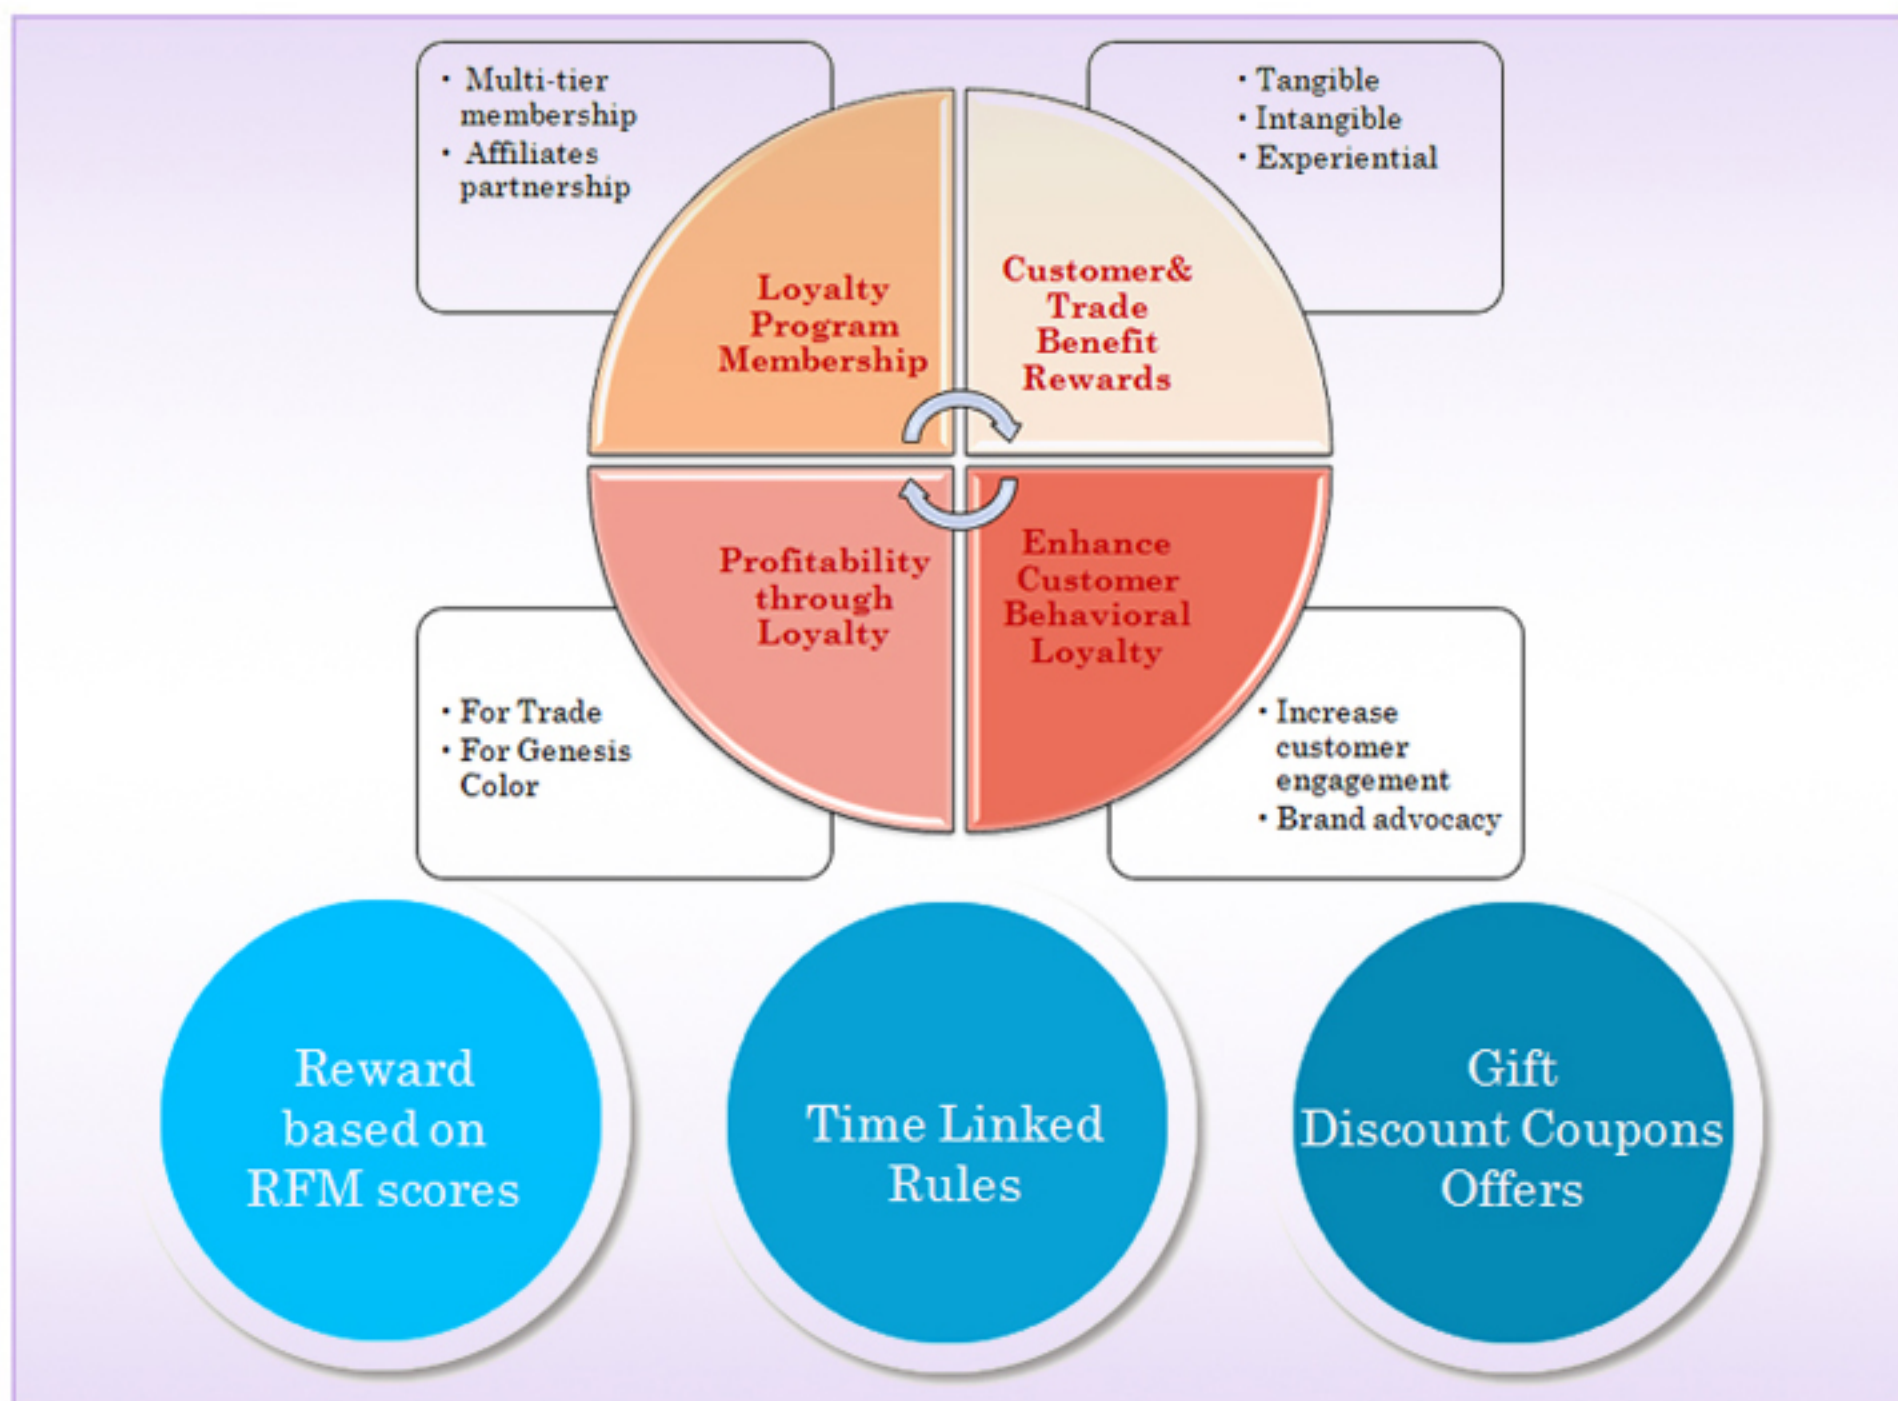 • Multi-tier
membership
• Affiliates
partnership
• Tangible
• Intangible
• Experiential
Loyalty
Program
Membership
Customer&
Trade
Benefit
Rewards
Profitability
through
Loyalty
Enhance
Customer
Behavioral
Loyalty
• For Trade
• For Genesis
Color
• Increase
customer
engagement
• Brand advocacy
Reward
based on
RFM scores
Time Linked
Rules
Gift
Discount Coupons
Offers